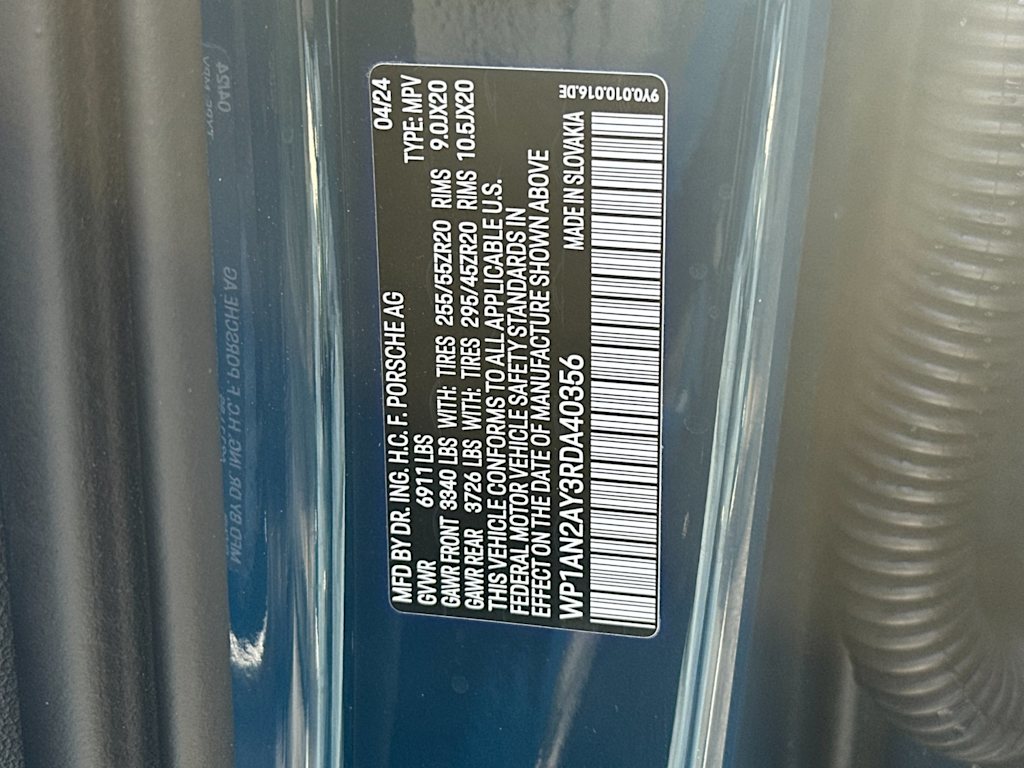 MFD BY DR. ING. H.C. F. PORSCHE AG 04/24
GVWR 6911 LBS TYPE: MPV
GAWR FRONT 3340 LBS WITH: TIRES 255/55ZR20 RIMS 9.0JX20
GAWR REAR 3726 LBS WITH: TIRES 295/45ZR20 RIMS 10.5JX20
THIS VEHICLE CONFORMS TO ALL APPLICABLE U.S.
FEDERAL MOTOR VEHICLE SAFETY STANDARDS IN
EFFECT ON THE DATE OF MANUFACTURE SHOWN ABOVE
WP1AN2AY3RDA40356 MADE IN SLOVAKIA
9Y0.010.016.DE